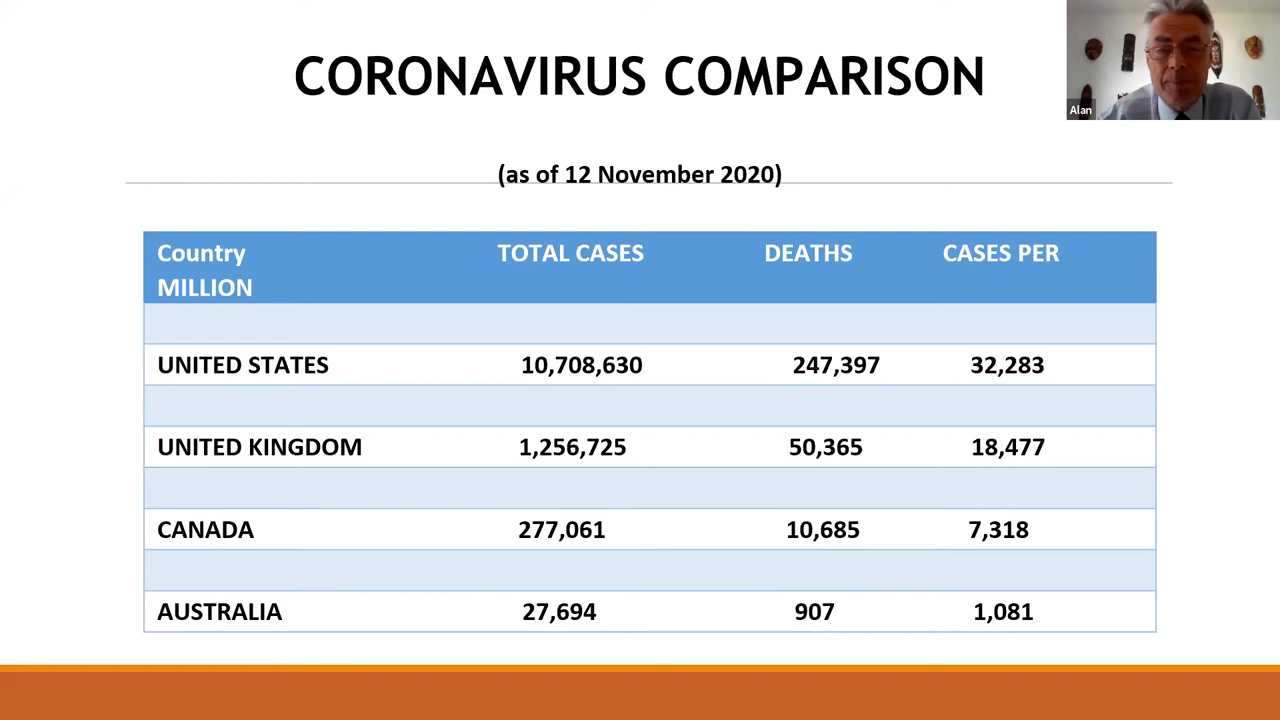 CORONAVIRUS COMPARISON
Alan
(as of 12 November 2020)
Country TOTAL CASES DEATHS CASES PER
MILLION
UNITED STATES 10,708,630 247,397 32,283
UNITED KINGDOM 1,256,725 50,365 18,477
CANADA 277,061 10,685 7,318
AUSTRALIA 27,694 907 1,081